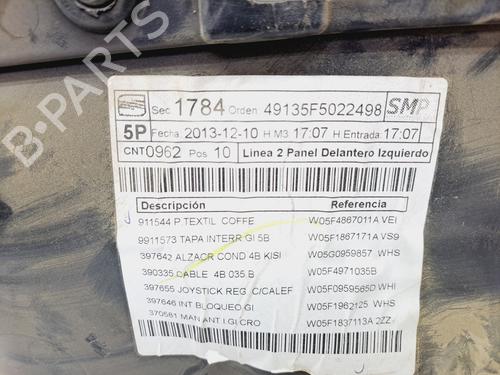 Sec 1784 Orden 49135F5022498 SMP
5P Fecha 2013-12-10 H M3 17:07 H Entrada 17:07
CNT0962 Pos 10 Linea 2 Panel Delantero Izquierdo
Descripción Referencia
911544 P TEXTIL COFFE W05F4867011A VEI
9911573 TAPA INTERR GI 5B W05F1867171A VS9
397642 ALZACR COND 4B KISI W05G0959857 WHS
390335 CABLE 4B 035 B W05F4971035B
397655 JOYSTICK REG C/CALEF W05F0959565D WHI
397646 INT BLOQUEO GI W05F1962125 WHS
370581 MAN ANT I.GI CRO W05F1837113A 2ZZ